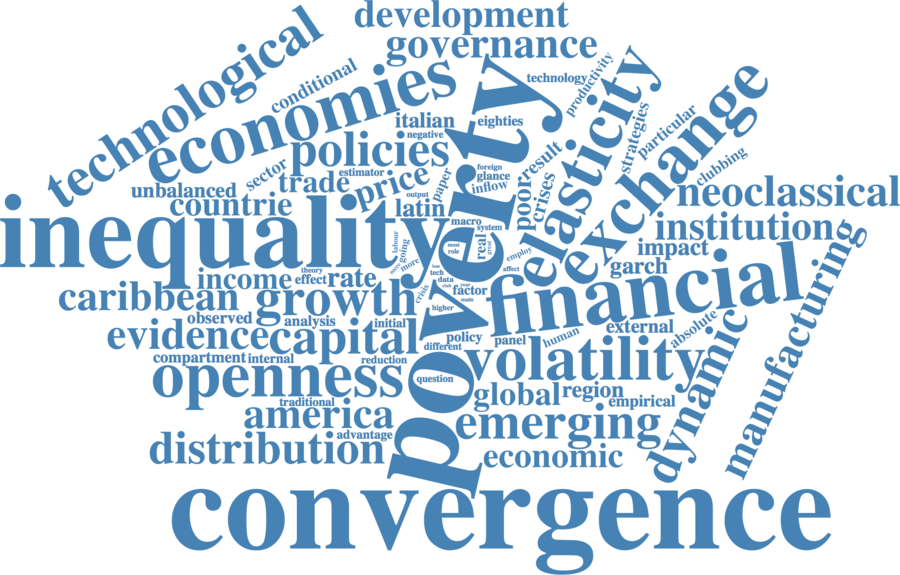 development
governance
technological
conditional
economies
poverty
technology
productivity
elasticity
exchange
italian
eighties
negative
policies
result
strategies
particular
clubbing
sector
estimator
trade
price
paper
foreign
glance
inflow
poor
crises
unbalanced
countrie
output
latin
macro
system
neoclassical
inequality
labour
going
most
role
real
employ
institution
impact
garch
affect
manufacturing
income
theory
effect
rate
more
tech
data
club
factor
main
crisis
caribbean
growth
higher
financial
observed
analysis
initial
evidence
capital
policy
different
panel
human
external
absolute
dynamic
compartment
internal
reduction
volatility
openness
question
global
region
empirical
traditional
america
advantage
emerging
distribution
economic
convergence